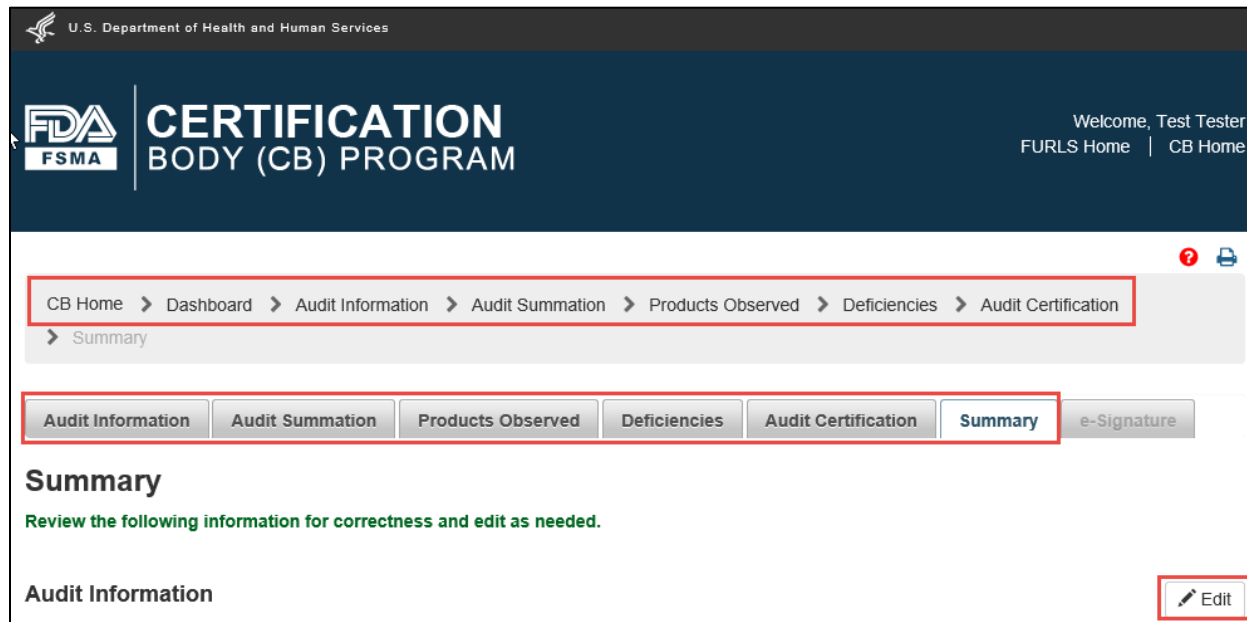 U.S. Department of Health and Human Services
FDA
FSMA
CERTIFICATION
BODY (CB) PROGRAM
Welcome, Test Tester
FURLS Home | CB Home
?
CB Home > Dashboard > Audit Information > Audit Summation > Products Observed > Deficiencies > Audit Certification
> Summary
Audit Information Audit Summation Products Observed Deficiencies Audit Certification Summary e-Signature
Summary
Review the following information for correctness and edit as needed.
Audit Information Edit